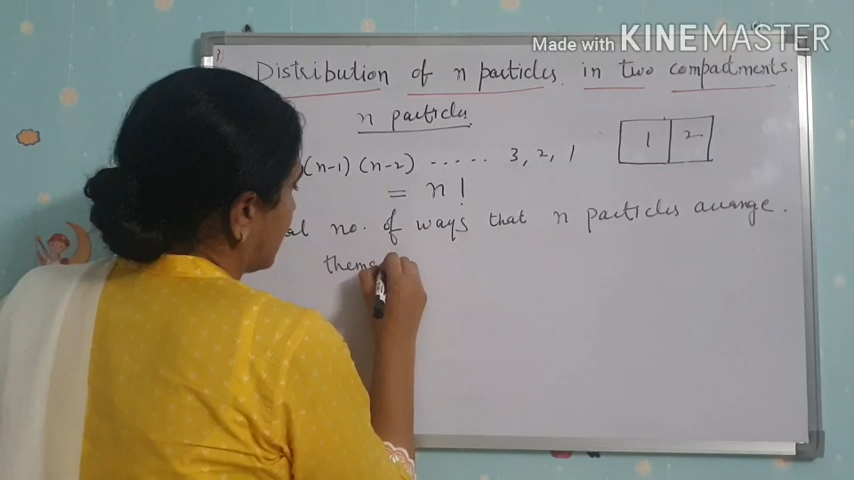 Made with KINEMASTER
Distribution of n particles in two compartments.
n particles
(n-1) (n-2) ..... 3, 2, 1
1 2
= n!
no. of ways that n particles arrange.